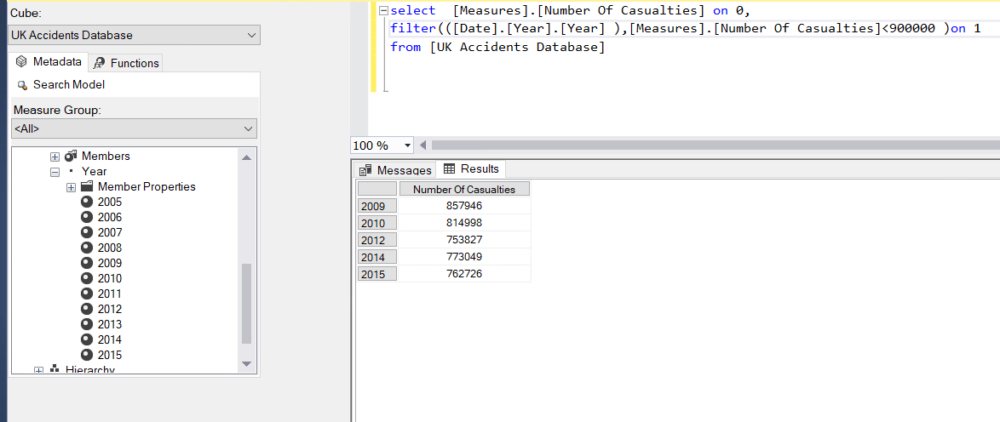 Cube:
UK Accidents Database
Metadata
Functions
Search Model
Measure Group:
<All>
Members
Year
Member Properties
2005
2006
2007
2008
2009
2010
2011
2012
2013
2014
2015
Hierarchy
select  [Measures].[Number Of Casualties] on 0,
filter(([Date].[Year].[Year] ),[Measures].[Number Of Casualties]<900000 )on 1
from [UK Accidents Database]
100 %
Messages
Results
Number Of Casualties
2009 857946
2010 814998
2012 753827
2014 773049
2015 762726